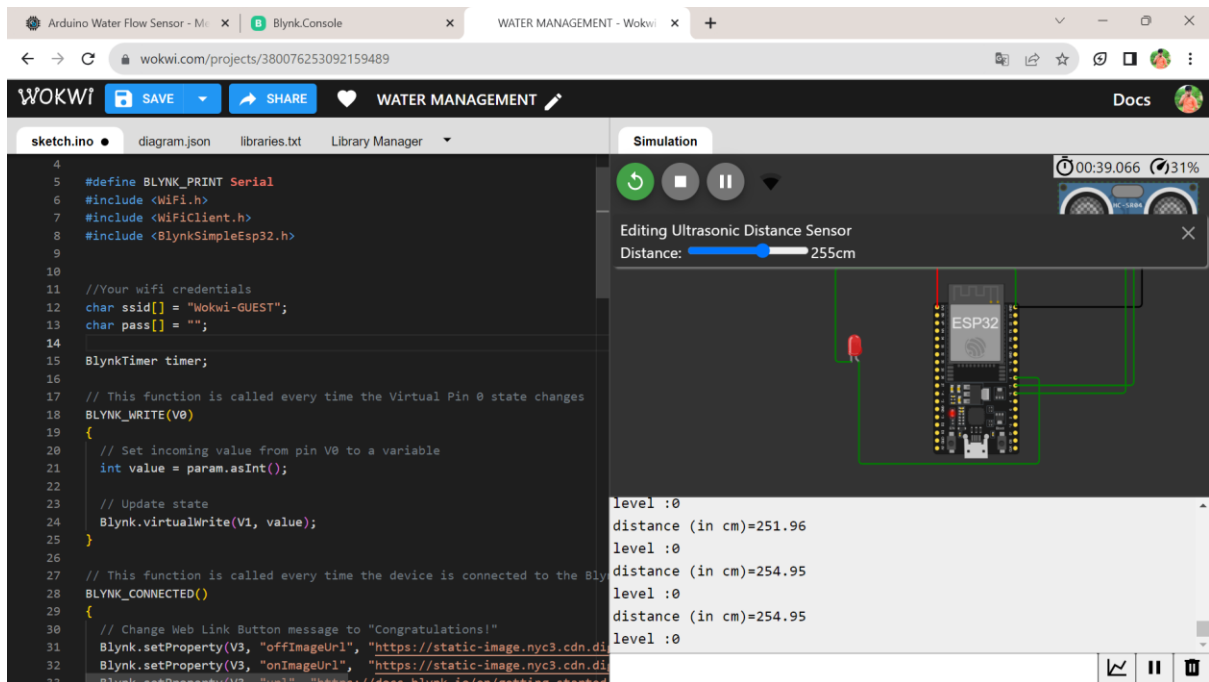 Arduino Water Flow Sensor - Me
Blynk.Console
WATER MANAGEMENT - Wokwi
wokwi.com/projects/380076253092159489
WOKWI
SAVE
SHARE
WATER MANAGEMENT
Docs
sketch.ino
diagram.json
libraries.txt
Library Manager
4
5 #define BLYNK_PRINT Serial
6 #include <WiFi.h>
7 #include <WiFiClient.h>
8 #include <BlynkSimpleEsp32.h>
9
10
11 //Your wifi credentials
12 char ssid[] = "Wokwi-GUEST";
13 char pass[] = "";
14
15 BlynkTimer timer;
16
17 // This function is called every time the Virtual Pin 0 state changes
18 BLYNK_WRITE(V0)
19 {
20 // Set incoming value from pin V0 to a variable
21 int value = param.asInt();
22
23 // Update state
24 Blynk.virtualWrite(V1, value);
25 }
26
27 // This function is called every time the device is connected to the Bly
28 BLYNK_CONNECTED()
29 {
30 // Change Web Link Button message to "Congratulations!"
31 Blynk.setProperty(V3, "offImageUrl", "https://static-image.nyc3.cdn.di
32 Blynk.setProperty(V3, "onImageUrl", "https://static-image.nyc3.cdn.di
Simulation
00:39.066 31%
HC-SR04
Editing Ultrasonic Distance Sensor
Distance: 255cm
ESP32
level :0
distance (in cm)=251.96
level :0
distance (in cm)=254.95
level :0
distance (in cm)=254.95
level :0